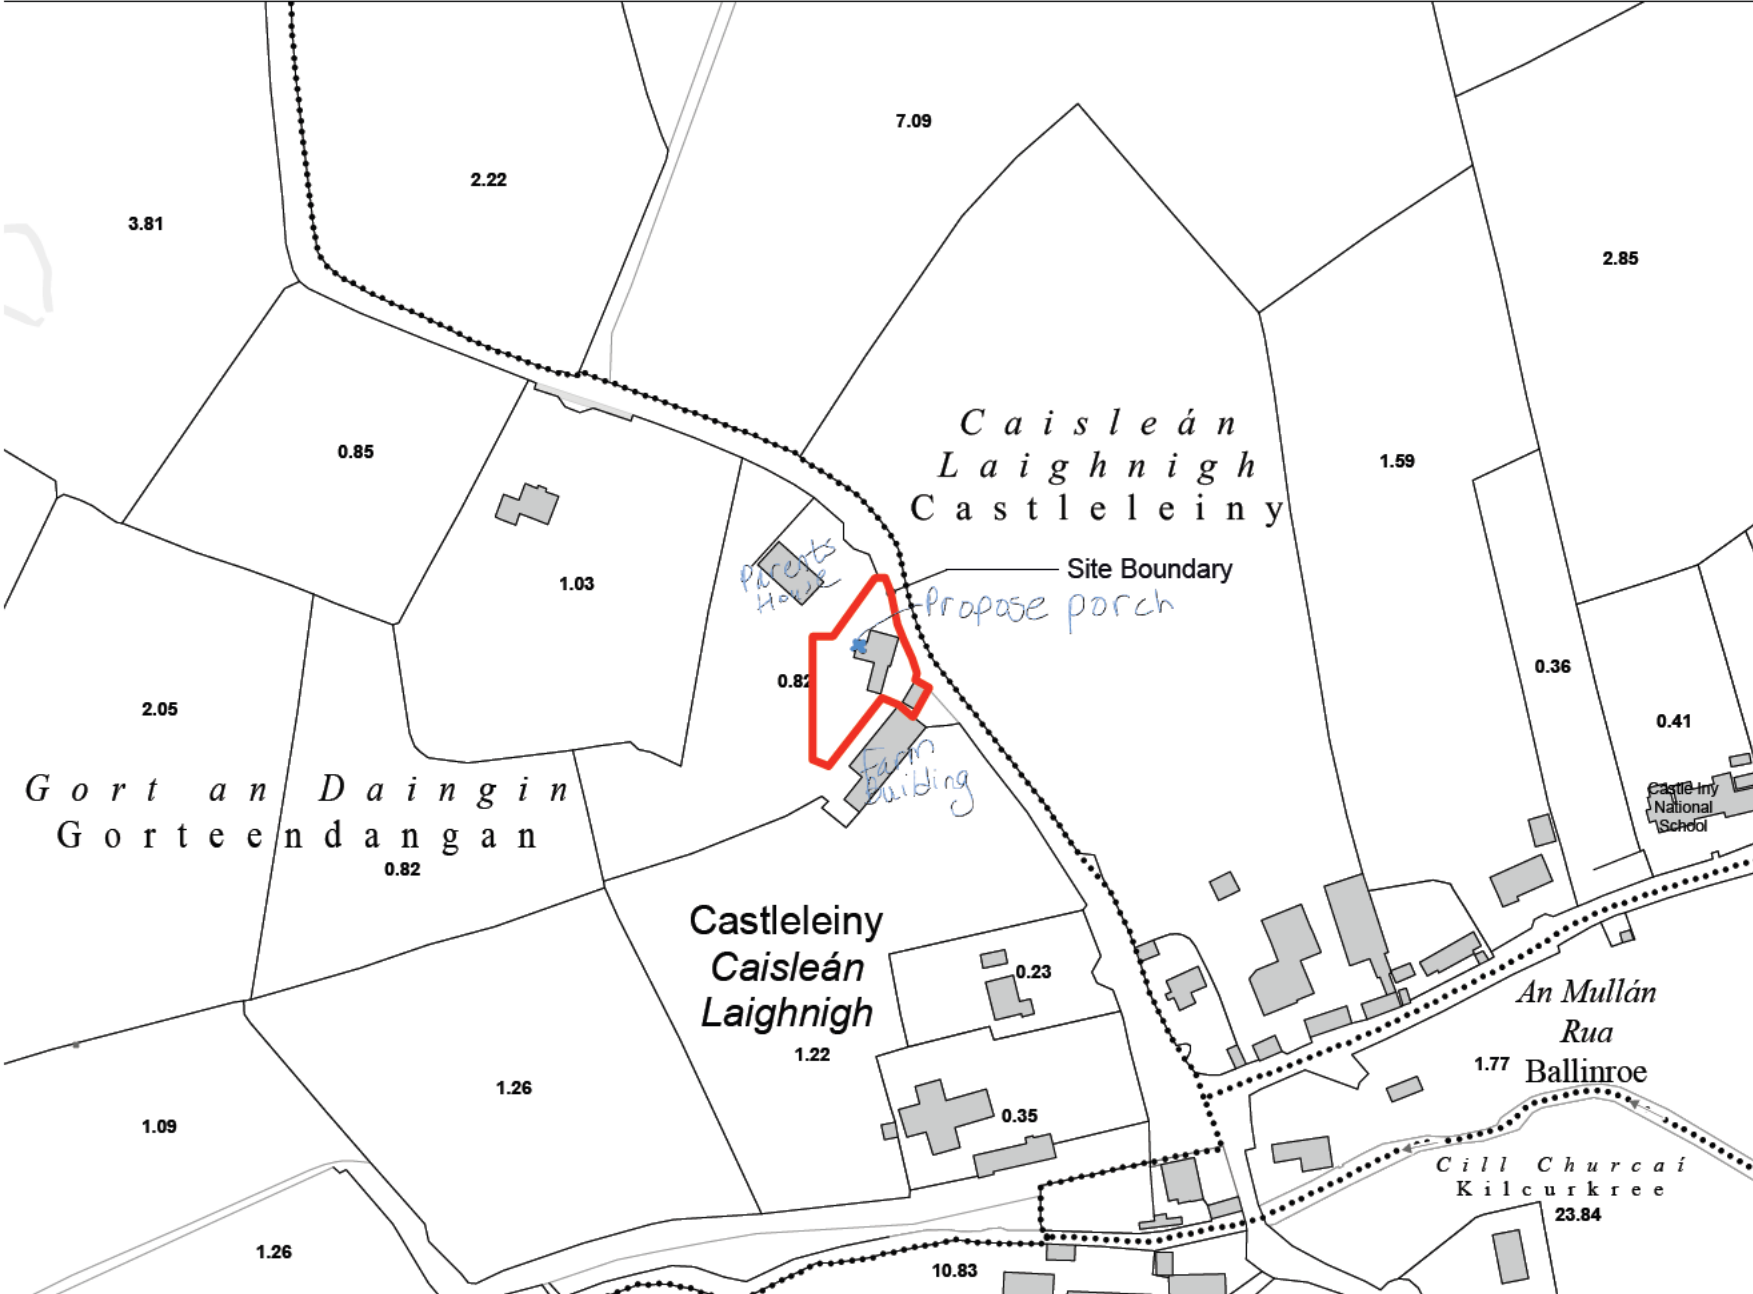 7.09
2.22
3.81
2.85
Caisleán
Laighnigh
Castleleiny
0.85
1.59
Site Boundary
Parents
House
1.03
Propose porch
0.36
0.82
2.05
0.41
Farm
Building
Gort an Daingin
Gorteendangan
Castle Iny
National
School
0.82
Castleleiny
Caisleán
Laighnigh
0.23
An Mullán
Rua
Ballinroe
1.22
1.77
1.26
0.35
1.09
Cill Churcaí
Kilcurkree
23.84
1.26
10.83